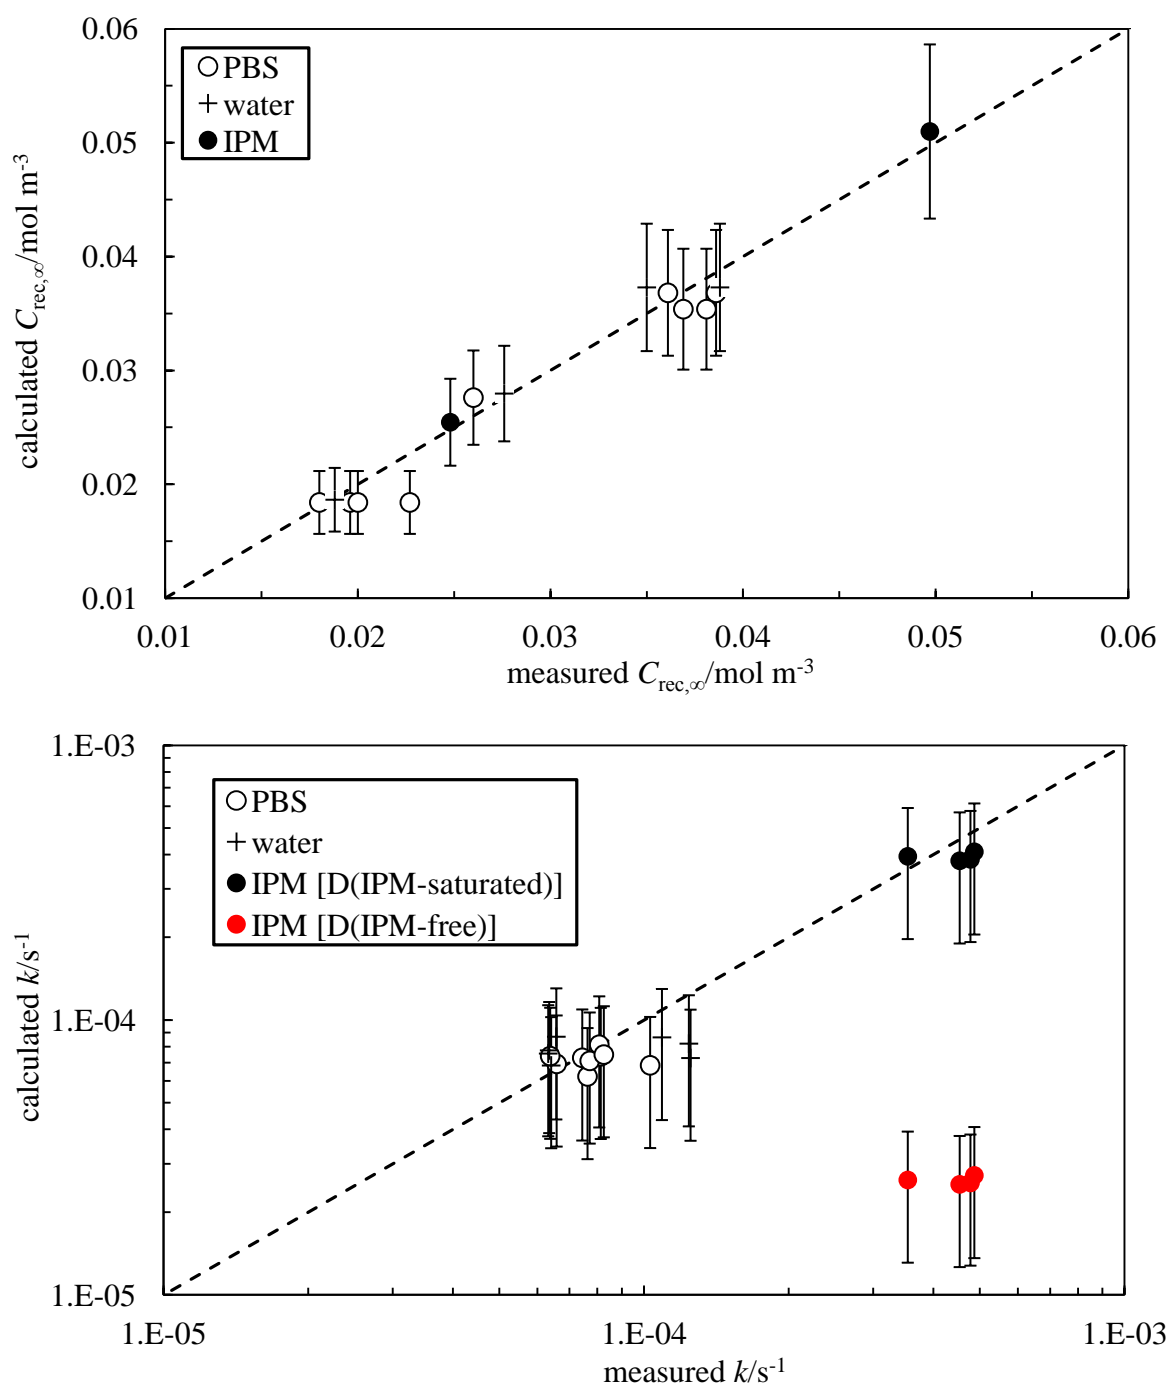 0.06
PBS
water
IPM
0.05
0.04
0.03
0.02
0.01
calculated C_rec,∞/mol m^-3
0.01 0.02 0.03 0.04 0.05 0.06
measured C_rec,∞/mol m^-3
1.E-03
PBS
water
IPM [D(IPM-saturated)]
IPM [D(IPM-free)]
1.E-04
calculated k/s^-1
1.E-05
1.E-05 1.E-04 1.E-03
measured k/s^-1